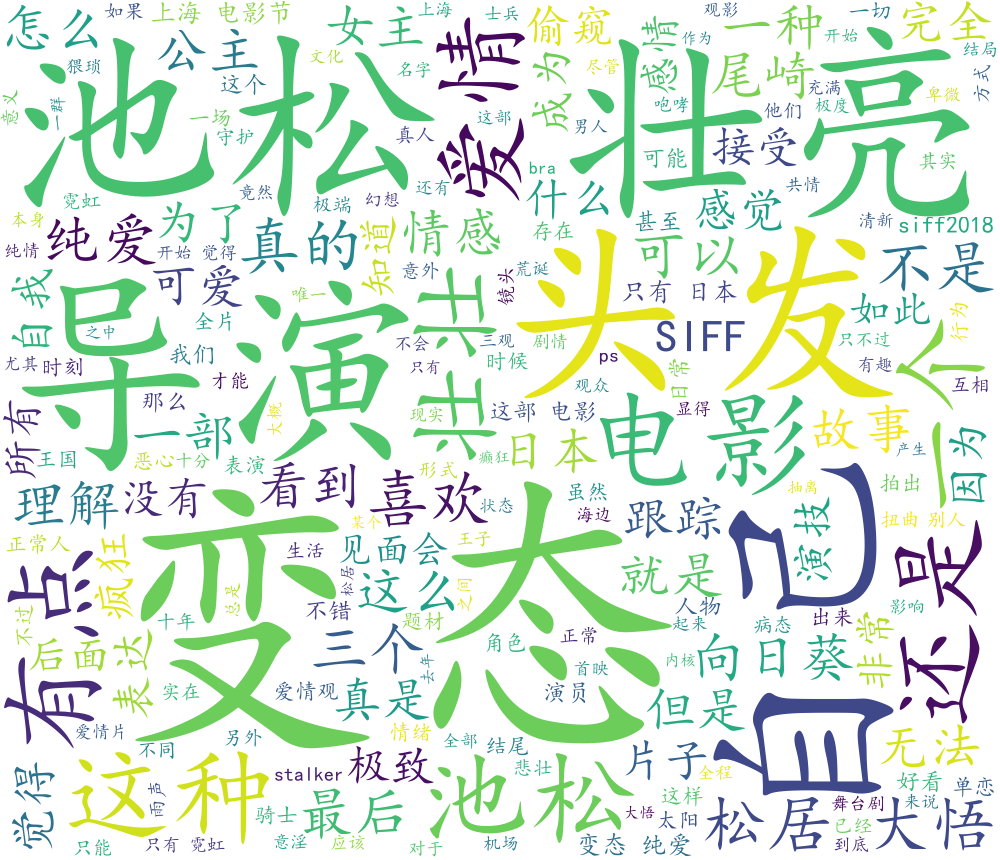 怎么
如果
上海 电影节
女主
上海
士兵
偷窥
观影
一种
一切
完全
公主
猥琐
文化
作为
开始
结局
池松
壮亮
爱情
感情
成为
尽管
尾崎
充满
方式
这个
名字
咆哮
他们
极度
卑微
意义
一群
一场
守护
真人
这部
男人
可能
接受
其实
bra
霓虹
竟然
幻想
还有
什么
共情
本身
极端
存在
甚至
感觉
清新
siff2018
纯情
纯爱
为了
开始 觉得
真的
知道
情感
可以
不是
自我
可爱
唯一
意外
荒诞
镜头
只有 日本
如此
之中
全片
导演
壮壮
头发
SIFF
只不过
行为
一个人
尤其
时刻
我们
不会
三观
剧情
ps
日常
有趣
才能
只有
时候
观众
互相
那么
大概
现实
这部 电影
显得
电影
故事
所有
一部
日本
因为
产生
王国
恶心十分
表演
形式
癫狂
理解
没有
看到
喜欢
状态
虽然
海边
跟踪
抽离
拍出
演技
扭曲
别人
正常人
某个
王子
自己
还是
有点
疯狂
变态
生活
见面会
就是
不过
十年
总是
松居
不错
这么
题材
之间
人物
起来
出来
影响
后面
表达
三个
角色
正常
病态
向日葵
非常
首映
内核
实在
爱情观
真是
去年
演员
但是
爱情片
不同
另外
情绪
全部
结尾
无法
觉得
这种
雨声
stalker
极致
池松
悲壮
片子
全程
好看
单恋
骑士
最后
大悟
太阳
这样
松居大悟
舞台剧
来说
已经
只能
只有 霓虹
意淫
应该
对于
机场
变态 纯爱
到底